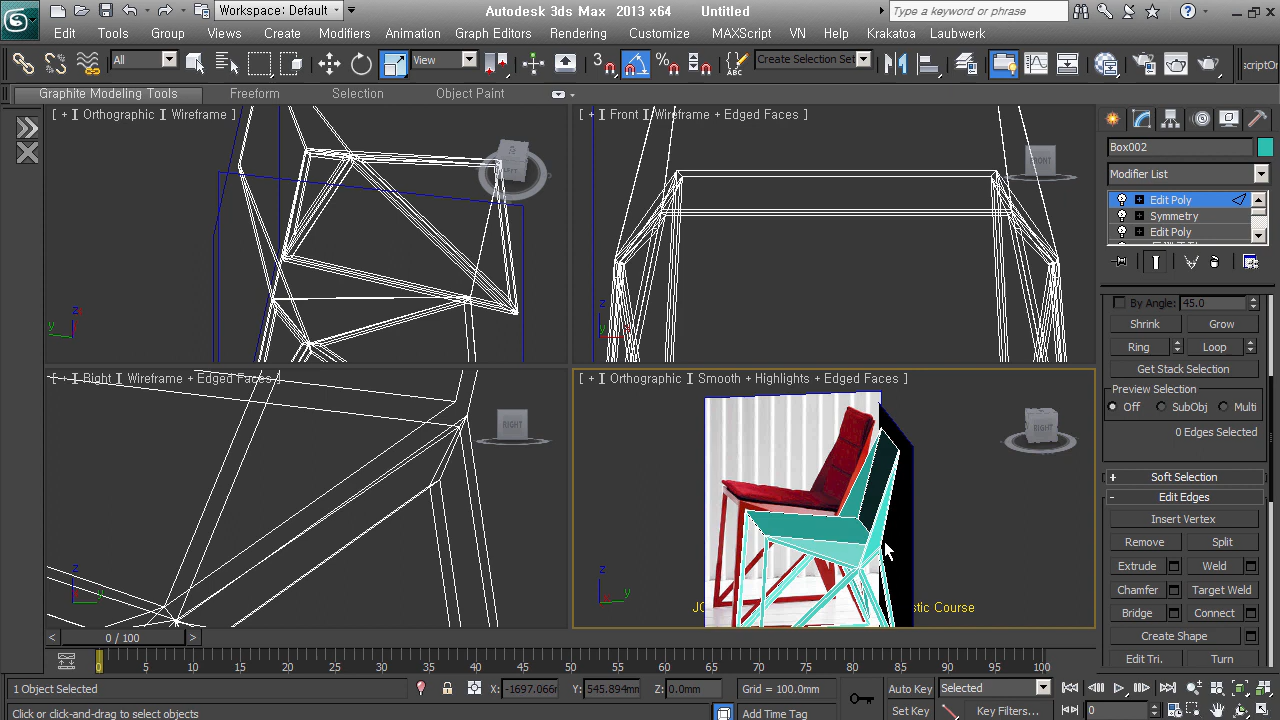 Workspace: Default
Autodesk 3ds Max 2013 x64 Untitled
Type a keyword or phrase
Edit Tools Group Views Create Modifiers Animation Graph Editors Rendering Customize MAXScript VN Help Krakatoa Laubwerk
All View 3 Create Selection Set
Graphite Modeling Tools Freeform Selection Object Paint
[ + ] Orthographic ] Wireframe ]
[ + ] Front ] Wireframe + Edged Faces ]
FRONT
Box002
Modifier List
Edit Poly
Symmetry
Edit Poly
z
y
z
By Angle: 45.0
Shrink Grow
Ring Loop
Get Stack Selection
Preview Selection
Off SubObj Multi
0 Edges Selected
[ + ] Right ] Wireframe + Edged Faces ]
RIGHT
[ + ] Orthographic ] Smooth + Highlights + Edged Faces ]
RIGHT
z
y
z
y
Soft Selection
Edit Edges
Insert Vertex
Remove Split
Extrude Weld
Chamfer Target Weld
Bridge Connect
Create Shape
Edit Tri. Turn
0 / 100
0 5 10 15 20 25 30 35 40 45 50 55 60 65 70 75 80 85 90 95 100
1 Object Selected X: -1697.066 Y: 545.894mm Z: 0.0mm Grid = 100.0mm Auto Key Selected
Click or click-and-drag to select objects Add Time Tag Set Key Key Filters... 0